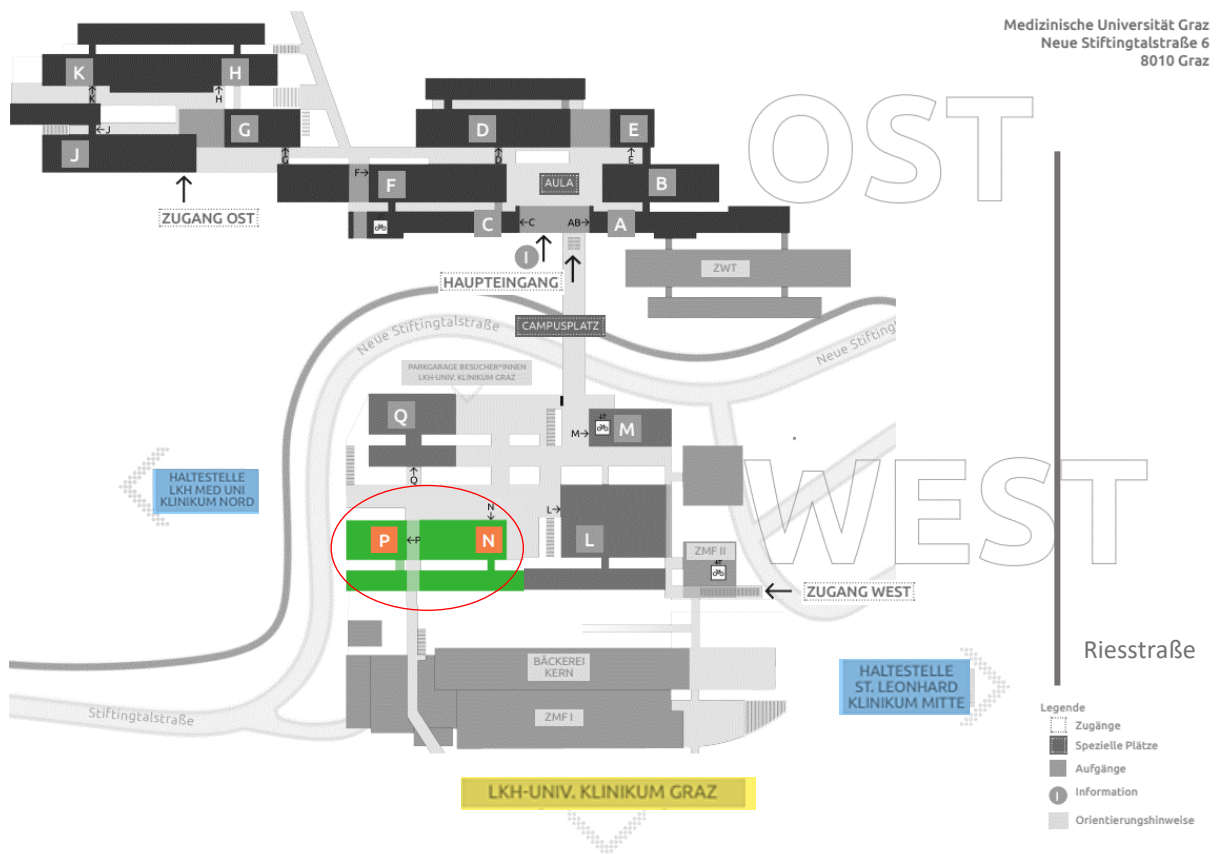 Medizinische Universität Graz
Neue Stiftingtalstraße 6
8010 Graz
K
H
K
H
J
G
D
E
J
G
D
E
F
F
AULA
B
ZUGANG OST
C
C
AB
A
I
HAUPTEINGANG
ZWT
OST
CAMPUSPLATZ
Neue Stiftingtalstraße
Neue Stiftingtalstraße
PARKGARAGE BESUCHER*INNEN
LKH-UNIV. KLINIKUM GRAZ
Q
M
M
Q
HALTESTELLE
LKH MED UNI
KLINIKUM NORD
WEST
N
L
P
P
N
L
ZMF II
ZUGANG WEST
Riesstraße
BÄCKEREI
KERN
HALTESTELLE
ST. LEONHARD
KLINIKUM MITTE
Stiftingtalstraße
ZMF I
Legende
Zugänge
Spezielle Plätze
Aufgänge
I
Information
Orientierungshinweise
LKH-UNIV. KLINIKUM GRAZ